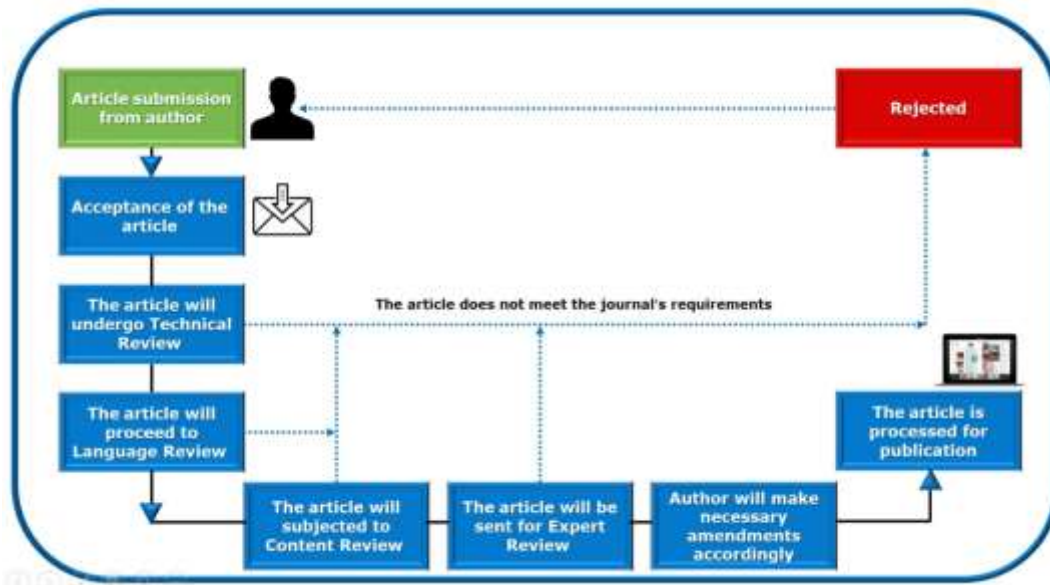 Article submission
from author
Rejected
Acceptance of the
article
The article does not meet the journal's requirements
The article will
undergo Technical
Review
The article will
proceed to
Language Review
The article is
processed for
publication
The article will
subjected to
Content Review
The article will be
sent for Expert
Review
Author will make
necessary
amendments
accordingly